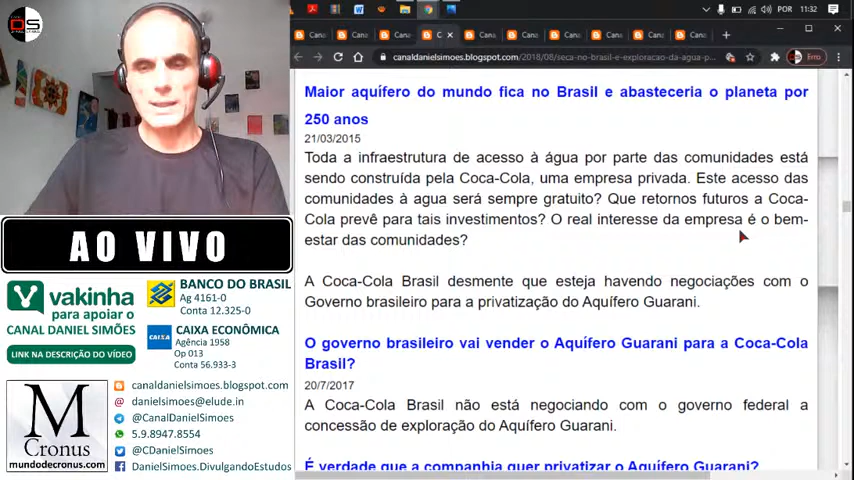 POR 11:32
canaldanielsimoes.blogspot.com/2018/08/seca-no-brasil-e-exploracao-da-agua-p...
Erro
Maior aquífero do mundo fica no Brasil e abasteceria o planeta por
250 anos
21/03/2015
Toda a infraestrutura de acesso à água por parte das comunidades está
sendo construída pela Coca-Cola, uma empresa privada. Este acesso das
comunidades à agua será sempre gratuito? Que retornos futuros a Coca-
Cola prevê para tais investimentos? O real interesse da empresa é o bem-
estar das comunidades?
A Coca-Cola Brasil desmente que esteja havendo negociações com o
Governo brasileiro para a privatização do Aquífero Guarani.
O governo brasileiro vai vender o Aquífero Guarani para a Coca-Cola
Brasil?
20/7/2017
A Coca-Cola Brasil não está negociando com o governo federal a
concessão de exploração do Aquífero Guarani.
É verdade que a companhia quer privatizar o Aquífero Guarani?
AO VIVO
vakinha
para apoiar o
CANAL DANIEL SIMÕES
LINK NA DESCRIÇÃO DO VÍDEO
BANCO DO BRASIL
Ag 4161-0
Conta 12.325-0
CAIXA
CAIXA ECONÔMICA
Agência 1958
Op 013
Conta 56.933-3
M
Cronus
mundodecronus.com
canaldanielsimoes.blogspot.com
danielsimoes@elude.in
@CanalDanielSimoes
5.9.8947.8554
@CDanielSimoes
DanielSimoes.DivulgandoEstudos